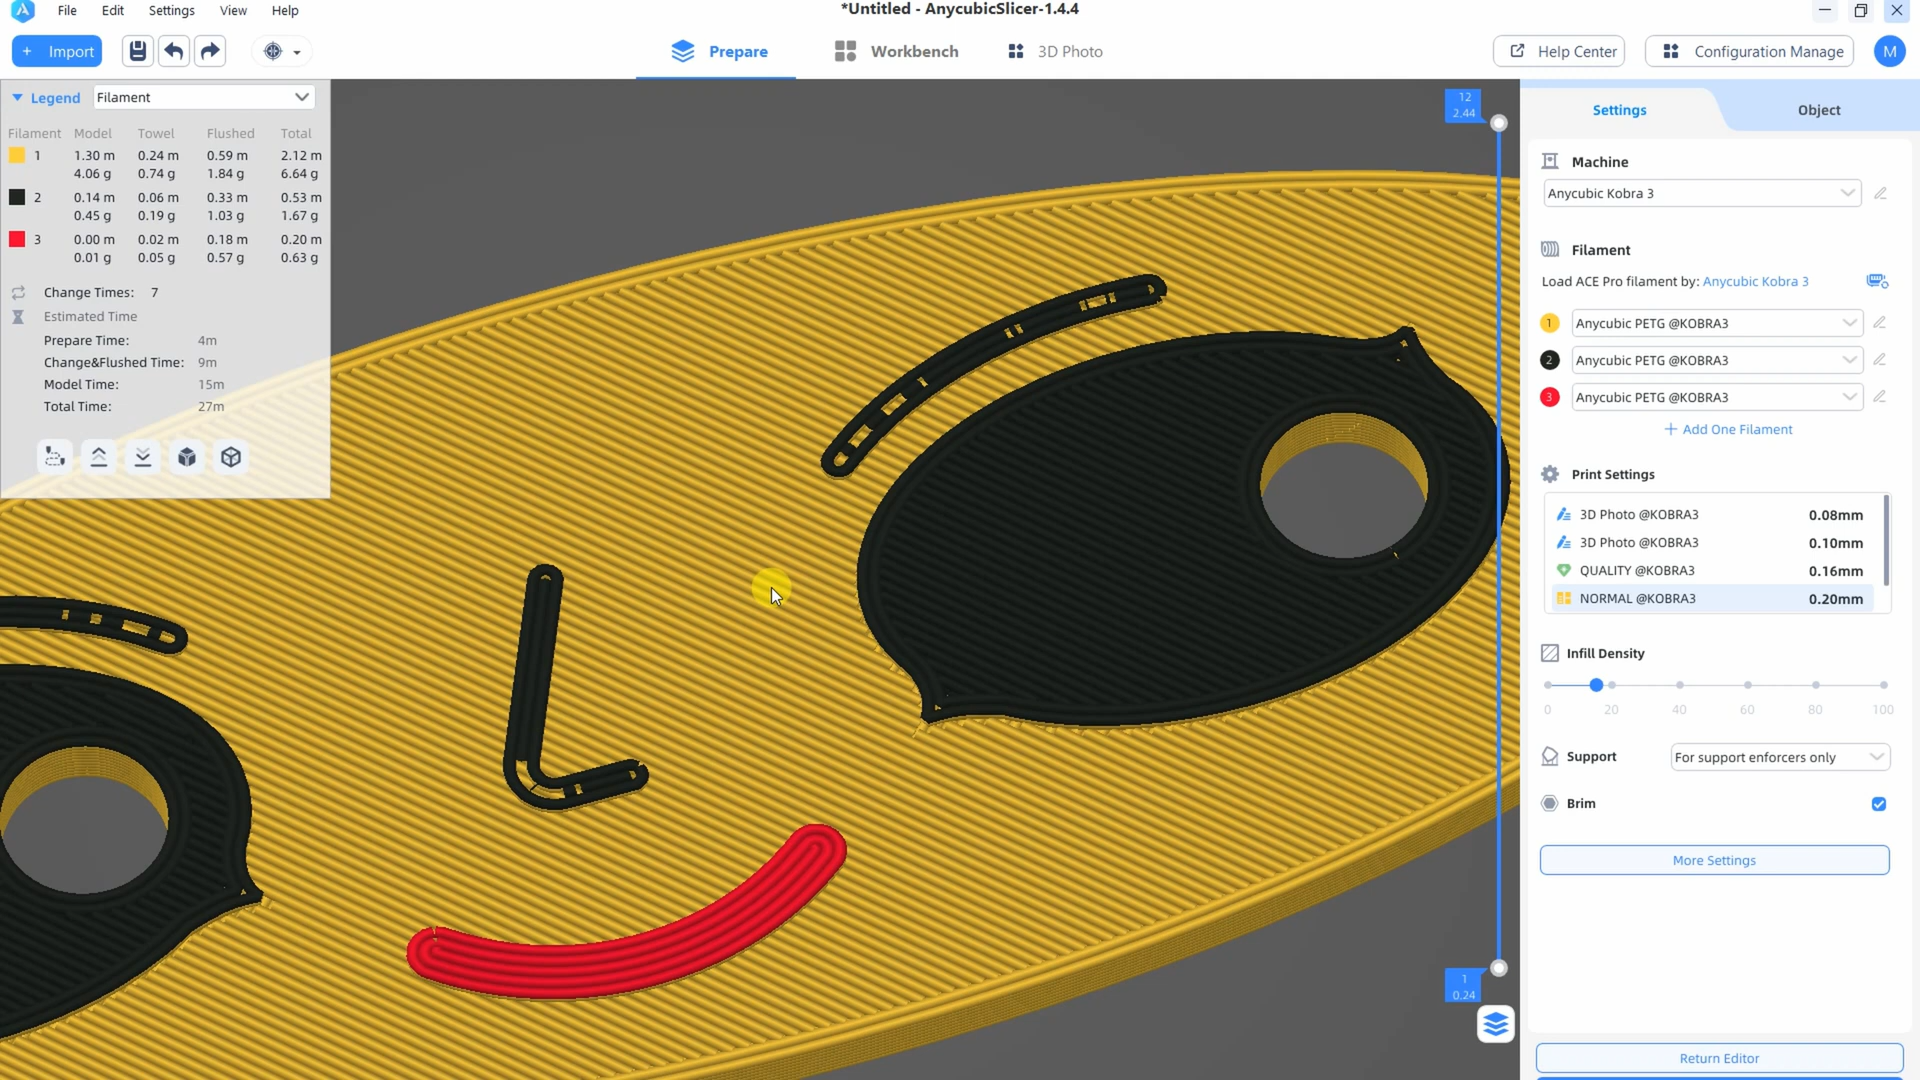 File Edit Settings View Help
*Untitled - AnycubicSlicer-1.4.4
+ Import
Prepare
Workbench
3D Photo
Help Center
Configuration Manage
M
Legend Filament
Filament Model Towel Flushed Total
1 1.30 m 0.24 m 0.59 m 2.12 m
4.06 g 0.74 g 1.84 g 6.64 g
2 0.14 m 0.06 m 0.33 m 0.53 m
0.45 g 0.19 g 1.03 g 1.67 g
3 0.00 m 0.02 m 0.18 m 0.20 m
0.01 g 0.05 g 0.57 g 0.63 g
Change Times: 7
Estimated Time
Prepare Time: 4m
Change&Flushed Time: 9m
Model Time: 15m
Total Time: 27m
12
2.44
1
0.24
Settings Object
Machine
Anycubic Kobra 3
Filament
Load ACE Pro filament by: Anycubic Kobra 3
1 Anycubic PETG @KOBRA3
2 Anycubic PETG @KOBRA3
3 Anycubic PETG @KOBRA3
+ Add One Filament
Print Settings
3D Photo @KOBRA3 0.08mm
3D Photo @KOBRA3 0.10mm
QUALITY @KOBRA3 0.16mm
NORMAL @KOBRA3 0.20mm
Infill Density
0 20 40 60 80 100
Support For support enforcers only
Brim
More Settings
Return Editor